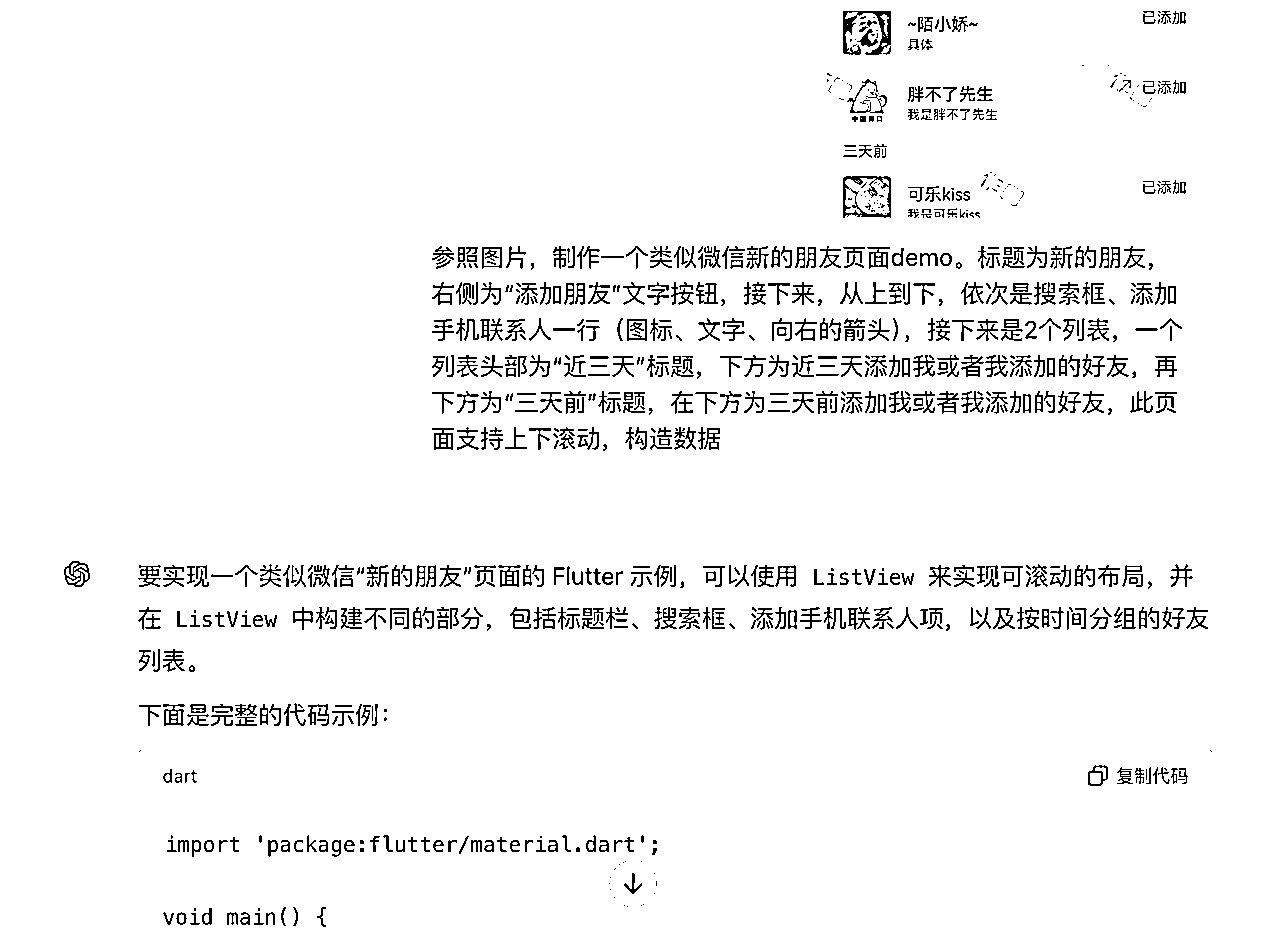 ~陌小娇~
已添加
具体
胖不了先生
已添加
我是胖不了先生
三天前
可乐kiss
已添加
我是可乐kiss
参照图片，制作一个类似微信新的朋友页面demo。标题为新的朋友，
右侧为“添加朋友”文字按钮，接下来，从上到下，依次是搜索框、添加
手机联系人一行（图标、文字、向右的箭头），接下来是2个列表，一个
列表头部为“近三天”标题，下方为近三天添加我或者我添加的好友，再
下方为“三天前”标题，在下方为三天前添加我或者我添加的好友，此页
面支持上下滚动，构造数据
要实现一个类似微信“新的朋友”页面的 Flutter 示例，可以使用 ListView 来实现可滚动的布局，并
在 ListView 中构建不同的部分，包括标题栏、搜索框、添加手机联系人项，以及按时间分组的好友
列表。
下面是完整的代码示例：
dart
复制代码
import 'package:flutter/material.dart';
void main() {